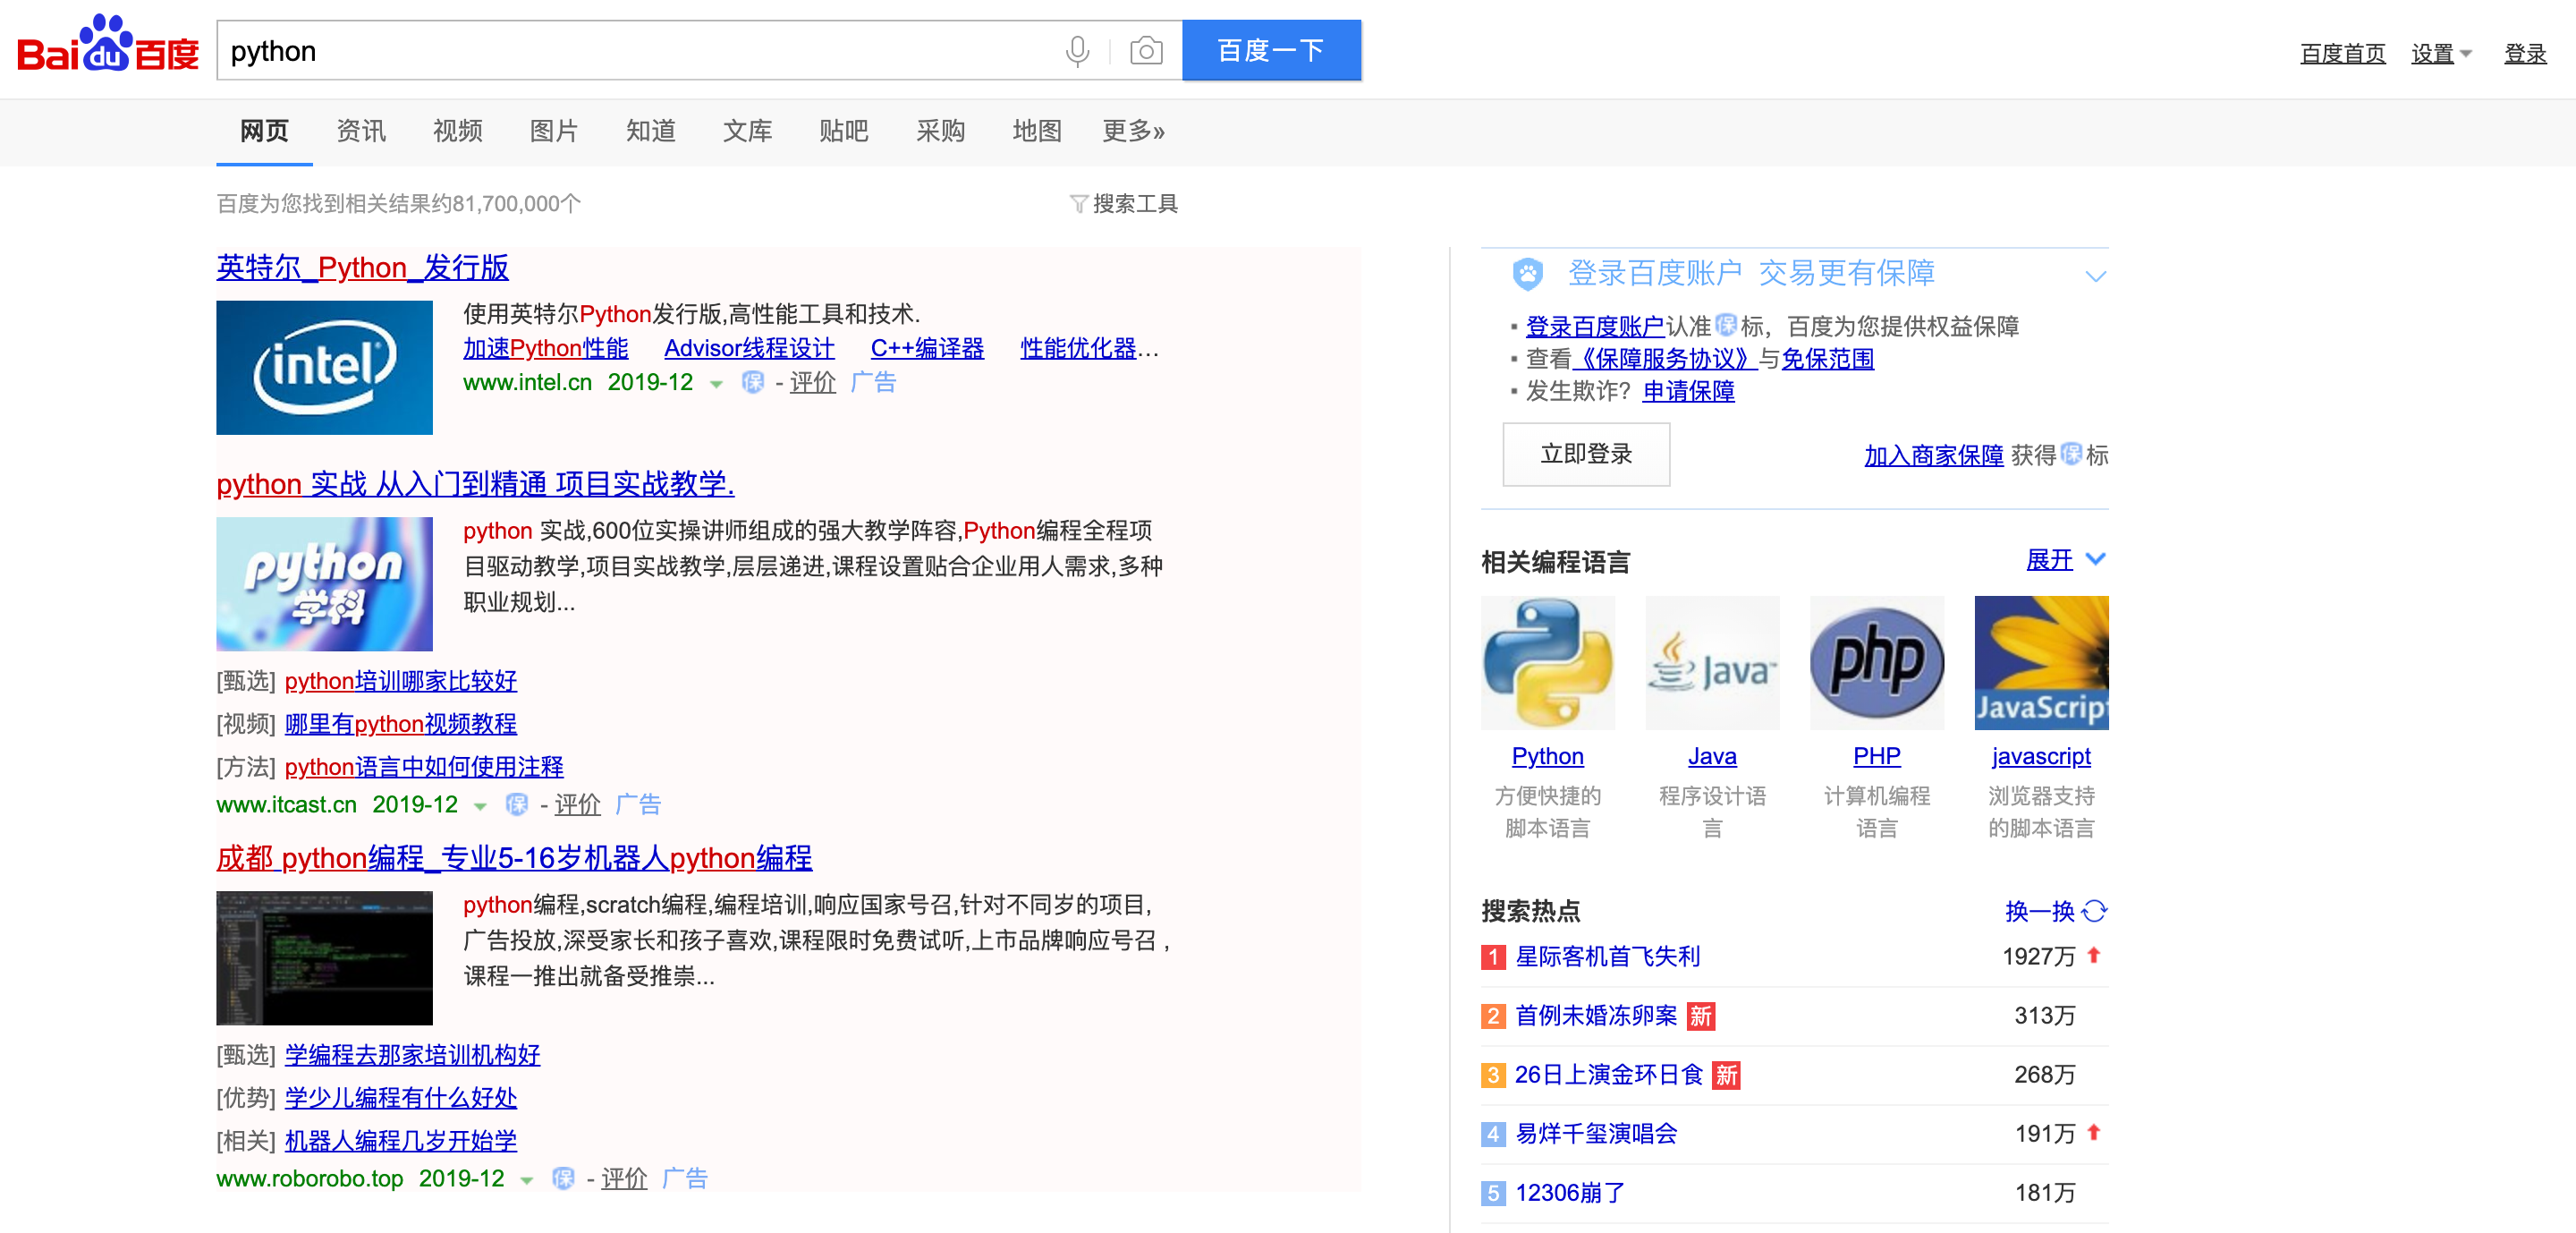 Baidu百度
python
百度一下
百度首页 设置 登录
网页 资讯 视频 图片 知道 文库 贴吧 采购 地图 更多»
百度为您找到相关结果约81,700,000个
搜索工具
英特尔_Python_发行版
intel
使用英特尔Python发行版,高性能工具和技术.
加速Python性能 Advisor线程设计 C++编译器 性能优化器...
www.intel.cn 2019-12 保 - 评价 广告
python 实战 从入门到精通 项目实战教学.
python
学科
python 实战,600位实操讲师组成的强大教学阵容,Python编程全程项
目驱动教学,项目实战教学,层层递进,课程设置贴合企业用人需求,多种
职业规划...
[甄选] python培训哪家比较好
[视频] 哪里有python视频教程
[方法] python语言中如何使用注释
www.itcast.cn 2019-12 保 - 评价 广告
成都 python编程_专业5-16岁机器人python编程
python编程,scratch编程,编程培训,响应国家号召,针对不同岁的项目,
广告投放,深受家长和孩子喜欢,课程限时免费试听,上市品牌响应号召 ,
课程一推出就备受推崇...
[甄选] 学编程去那家培训机构好
[优势] 学少儿编程有什么好处
[相关] 机器人编程几岁开始学
www.roborobo.top 2019-12 保 - 评价 广告
登录百度账户 交易更有保障
▪ 登录百度账户认准保标，百度为您提供权益保障
▪ 查看《保障服务协议》与免保范围
▪ 发生欺诈？申请保障
立即登录
加入商家保障 获得保标
相关编程语言
展开
Java™
php
JavaScript
Python Java PHP javascript
方便快捷的 程序设计语 计算机编程 浏览器支持
脚本语言 言 语言 的脚本语言
搜索热点
换一换
1 星际客机首飞失利 1927万
2 首例未婚冻卵案 新 313万
3 26日上演金环日食 新 268万
4 易烊千玺演唱会 191万
5 12306崩了 181万